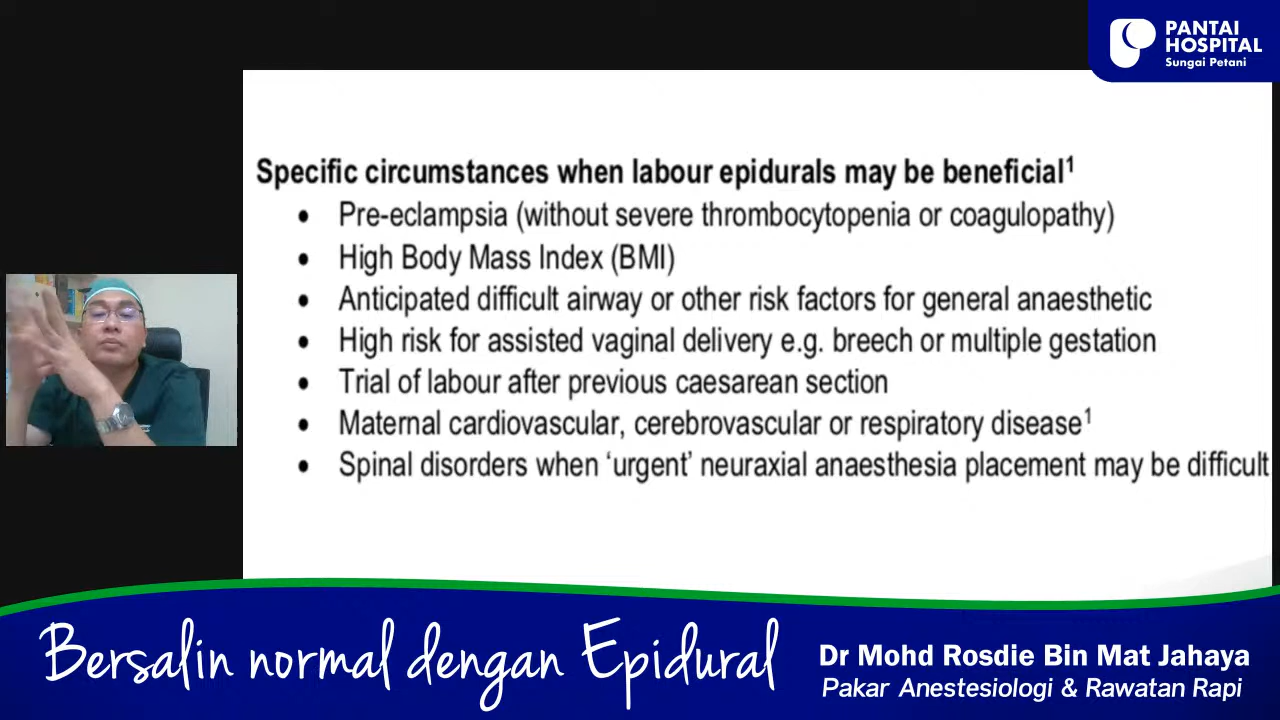 PANTAI
HOSPITAL
Sungai Petani
Specific circumstances when labour epidurals may be beneficial¹
• Pre-eclampsia (without severe thrombocytopenia or coagulopathy)
• High Body Mass Index (BMI)
• Anticipated difficult airway or other risk factors for general anaesthetic
• High risk for assisted vaginal delivery e.g. breech or multiple gestation
• Trial of labour after previous caesarean section
• Maternal cardiovascular, cerebrovascular or respiratory disease¹
• Spinal disorders when ‘urgent’ neuraxial anaesthesia placement may be difficult
Bersalin normal dengan Epidural
Dr Mohd Rosdie Bin Mat Jahaya
Pakar Anestesiologi & Rawatan Rapi